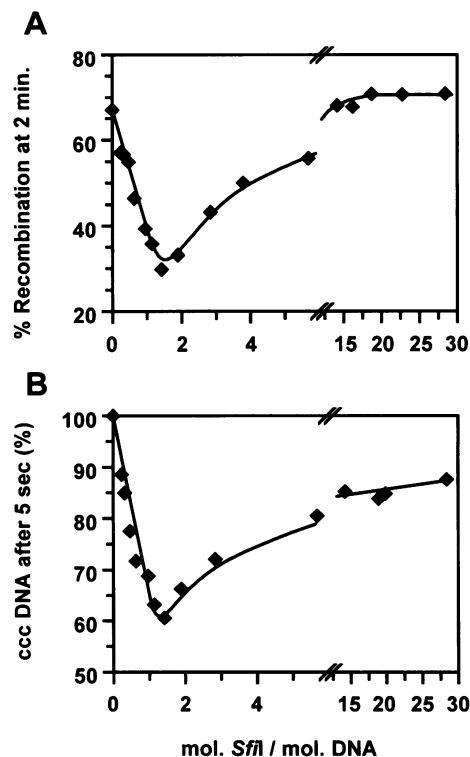 A
% Recombination at 2 min.
80
60
40
20
0 2 4 15 20 25 30
B
ccc DNA after 5 sec (%)
100
90
80
70
60
50
0 2 4 15 20 25 30
mol. SfiI / mol. DNA